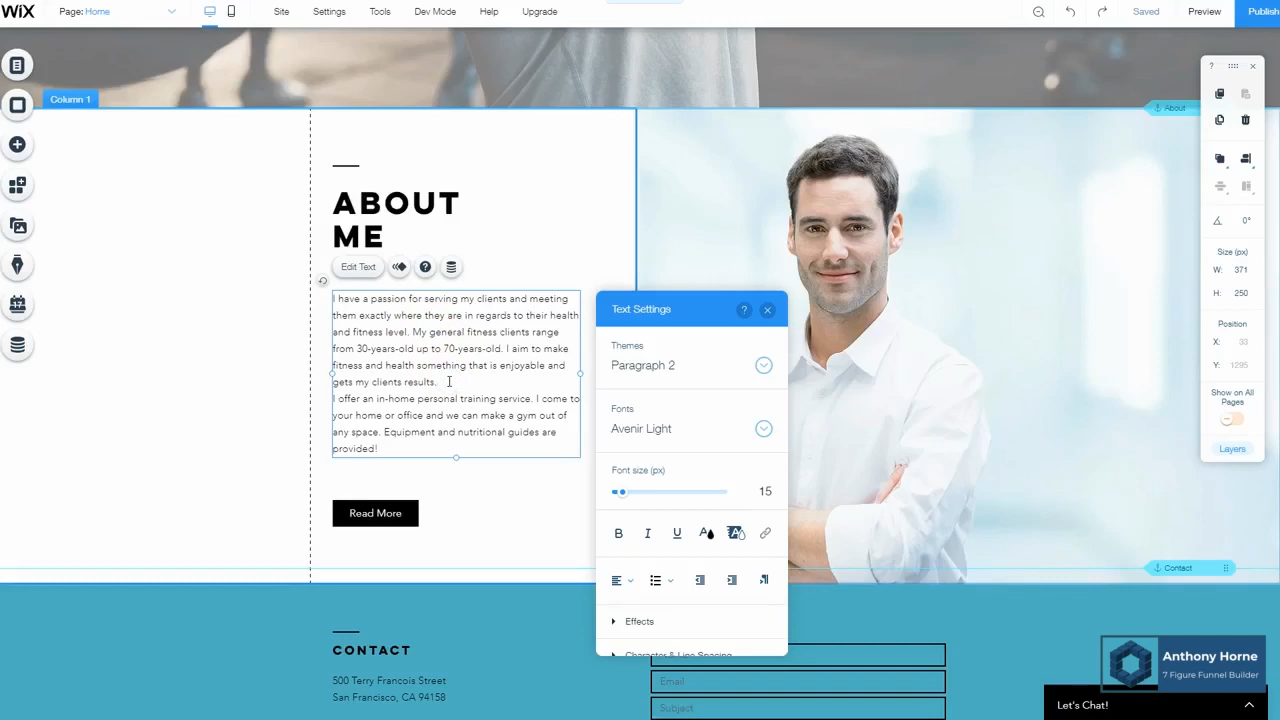 WiX
Page: Home
Site
Settings
Tools
Dev Mode
Help
Upgrade
Saved
Preview
Publish
Column 1
About
ABOUT
ME
Edit Text
?
I have a passion for serving my clients and meeting
them exactly where they are in regards to their health
and fitness level. My general fitness clients range
from 30-years-old up to 70-years-old. I aim to make
fitness and health something that is enjoyable and
gets my clients results.
I offer an in-home personal training service. I come to
your home or office and we can make a gym out of
any space. Equipment and nutritional guides are
provided!
Read More
Text Settings
?
Themes
Paragraph 2
Fonts
Avenir Light
Font size (px)
15
B I U A A
Effects
Character & Line Spacing
?
0°
Size (px)
W: 371
H: 250
Position
X: 33
Y: 1295
Show on All
Pages
Layers
17
Contact
CONTACT
500 Terry Francois Street
San Francisco, CA 94158
Email
Subject
Anthony Horne
7 Figure Funnel Builder
Let's Chat!